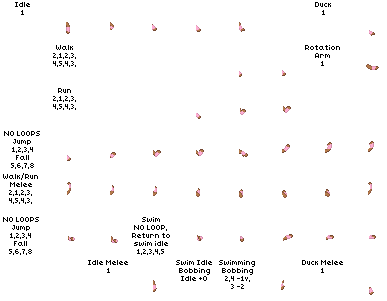 Idle
1
Duck
1
Walk
2,1,2,3,
4,5,4,3,
Rotation
Arm
1
Run
2,1,2,3,
4,5,4,3,
NO LOOPS
Jump
1,2,3,4
Fall
5,6,7,8
Walk/Run
Melee
2,1,2,3,
4,5,4,3,
NO LOOPS
Jump
1,2,3,4
Fall
5,6,7,8
Swim
NO LOOP,
Return to
swim idle
1,2,3,4,5
Idle Melee
1
Swim Idle
Bobbing
Idle +0
Swimming
Bobbing
2,4 -1v,
3 -2
Duck Melee
1